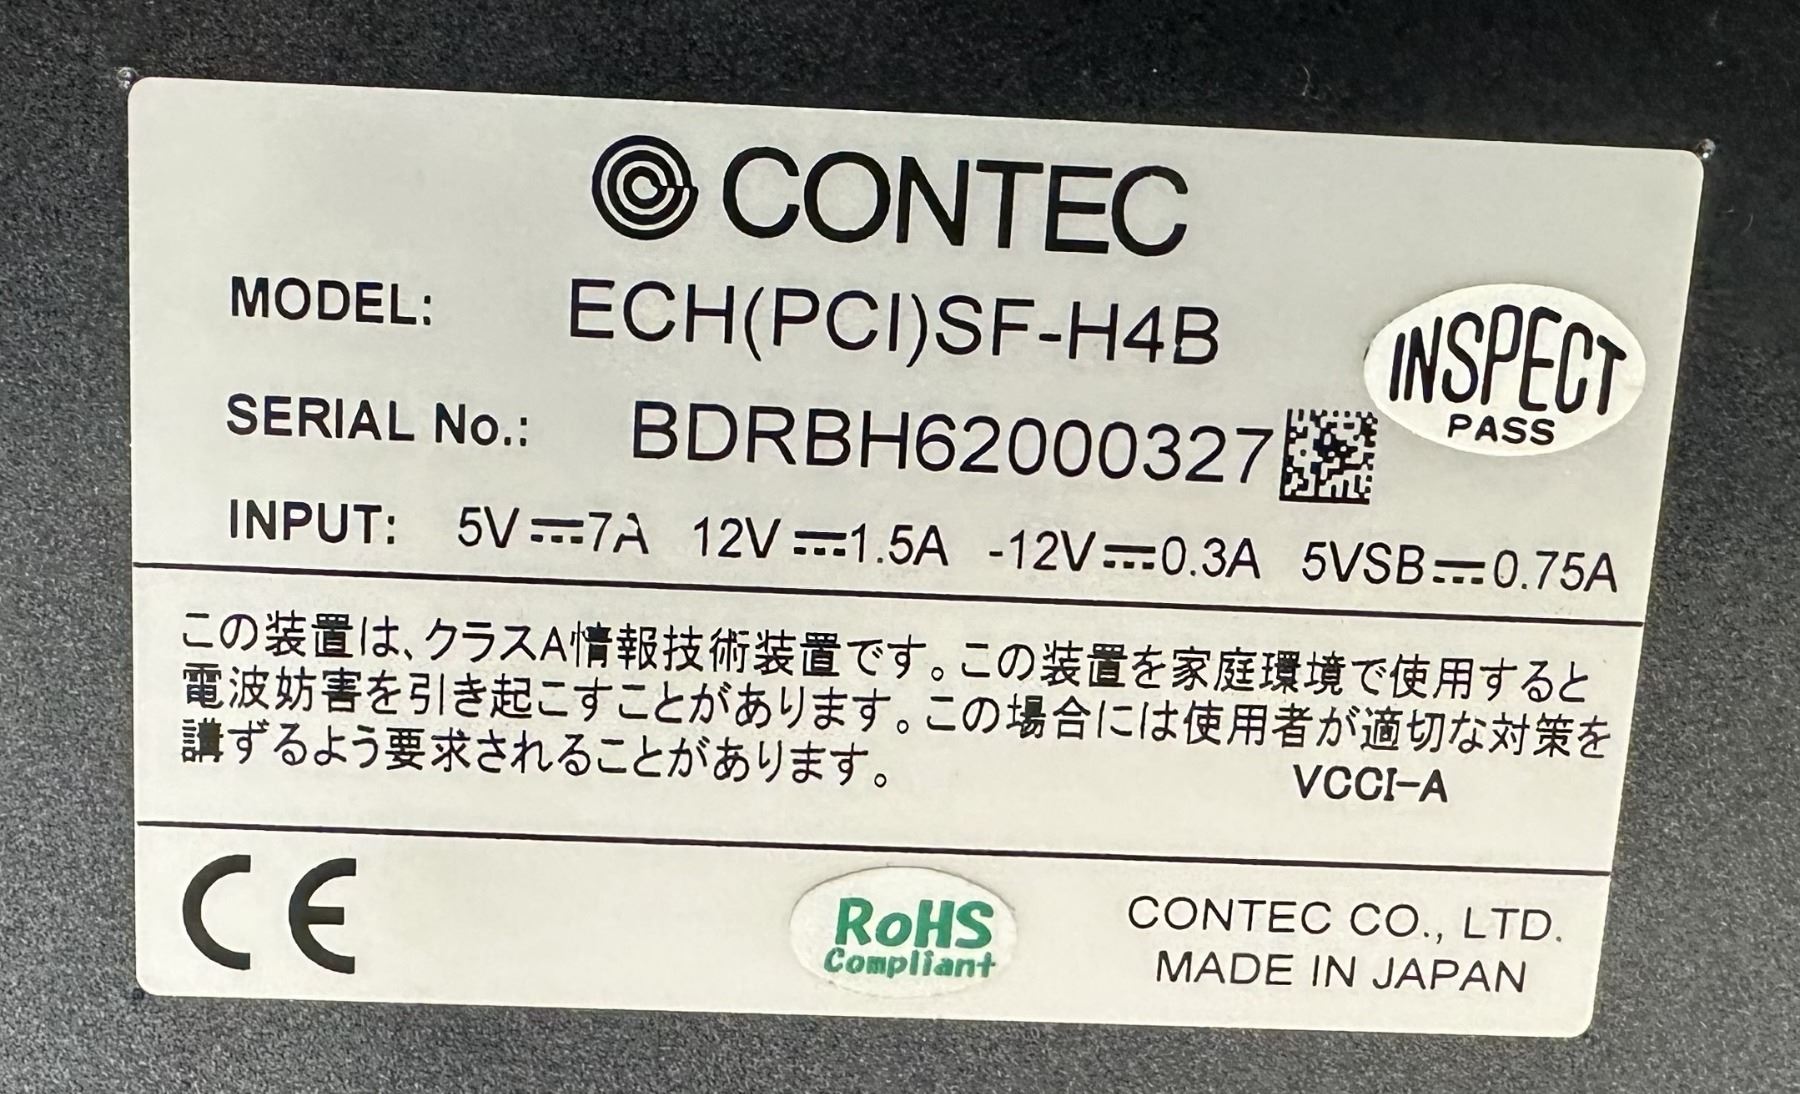 CONTEC
MODEL: ECH(PCI)SF-H4B
INSPECT
PASS
SERIAL No.: BDRBH62000327
INPUT: 5V⎓7A 12V⎓1.5A -12V⎓0.3A 5VSB⎓0.75A
この装置は、クラスA情報技術装置です。この装置を家庭環境で使用すると
電波妨害を引き起こすことがあります。この場合には使用者が適切な対策を
講ずるよう要求されることがあります。
VCCI-A
CE
RoHS
Compliant
CONTEC CO., LTD.
MADE IN JAPAN